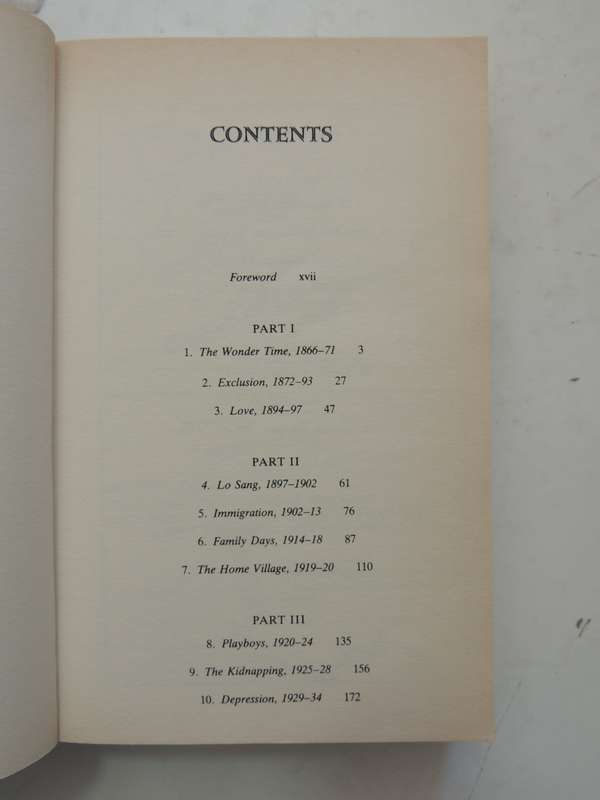 CONTENTS
Foreword xvii
PART I
1. The Wonder Time, 1866–71 3
2. Exclusion, 1872–93 27
3. Love, 1894–97 47
PART II
4. Lo Sang, 1897–1902 61
5. Immigration, 1902–13 76
6. Family Days, 1914–18 87
7. The Home Village, 1919–20 110
PART III
8. Playboys, 1920–24 135
9. The Kidnapping, 1925–28 156
10. Depression, 1929–34 172